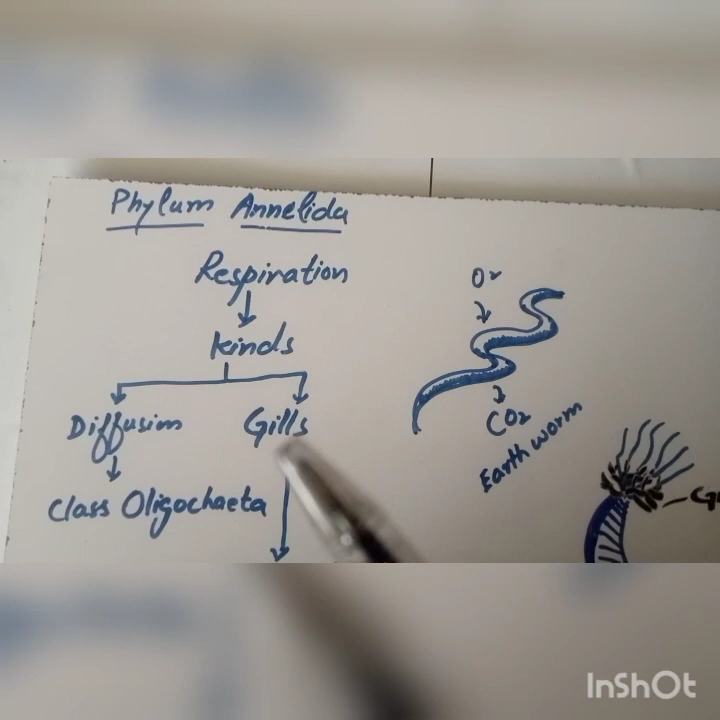 Phylum Annelida
Respiration
Kinds
Diffusion Gills
Class Oligochaeta
O2
CO2
Earth worm
InShOt